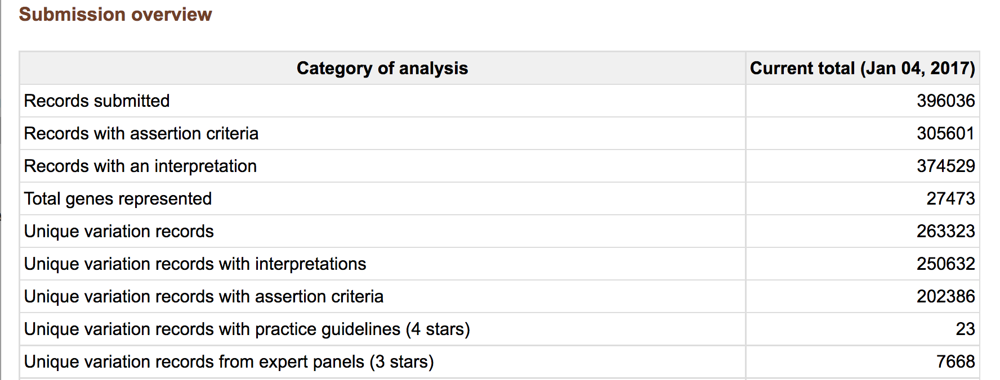 Submission overview
Category of analysis Current total (Jan 04, 2017)
Records submitted 396036
Records with assertion criteria 305601
Records with an interpretation 374529
Total genes represented 27473
Unique variation records 263323
Unique variation records with interpretations 250632
Unique variation records with assertion criteria 202386
Unique variation records with practice guidelines (4 stars) 23
Unique variation records from expert panels (3 stars) 7668